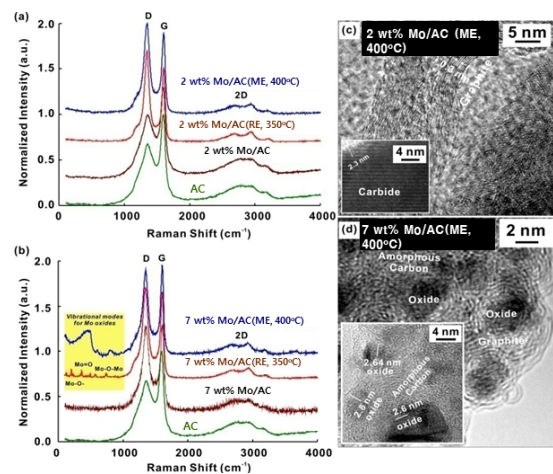 (a)
D
G
2.0
1.5
1.0
0.5
0.0
Normalized Intensity (a.u.)
2 wt% Mo/AC(ME, 400°C)
2D
2 wt% Mo/AC(RE, 350°C)
2 wt% Mo/AC
AC
1000
2000
3000
4000
Raman Shift (cm⁻¹)
(b)
D
G
2.0
1.5
1.0
0.5
0.0
Normalized Intensity (a.u.)
Vibrational modes
for Mo oxides
Mo=O
Mo-O-Mo
Mo-O-
7 wt% Mo/AC(ME, 400°C)
2D
7 wt% Mo/AC(RE, 350°C)
7 wt% Mo/AC
AC
0
1000
2000
3000
4000
Raman Shift (cm⁻¹)
(c)
2 wt% Mo/AC (ME,
400°C)
5 nm
Graphite
4 nm
2.3 nm
Carbide
(d)
7 wt% Mo/AC(ME,
400°C)
2 nm
Amorphous
Carbon
Oxide
Oxide
Graphite
4 nm
2.64 nm
oxide
Amorphous
oxide
2.6 nm
oxide